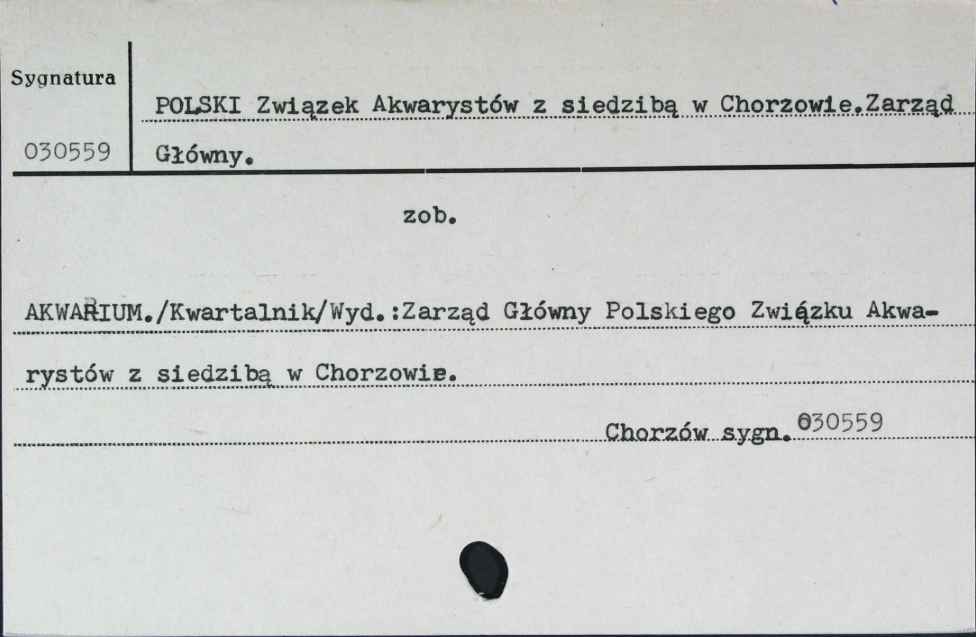 Sygnatura
POLSKI Związek Akwarystów z siedzibą w Chorzowie.Zarząd
030559
Główny.
zob.
AKWARIUM./Kwartalnik/Wyd.:Zarząd Główny Polskiego Związku Akwa-
rystów z siedzibą w Chorzowie.
Chorzów sygn. 030559